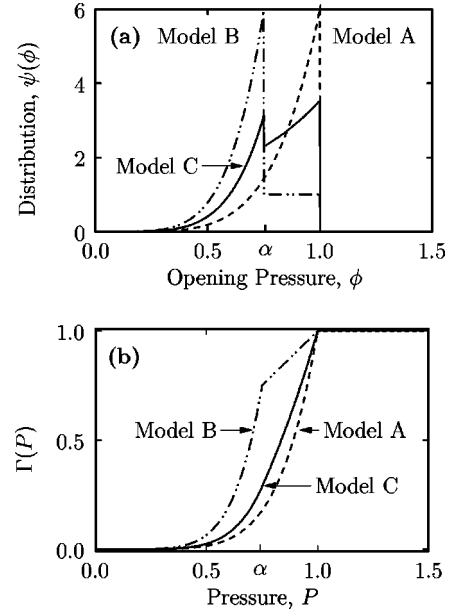 6
(a)
Model B
Model A
4
Model C
2
0
0.0
0.5
α
1.0
1.5
Distribution, ψ(ϕ)
Opening Pressure, ϕ
1.0
(b)
Model B
Model A
0.5
Model C
0.0
0.0
0.5
α
1.0
1.5
Γ(P)
Pressure, P